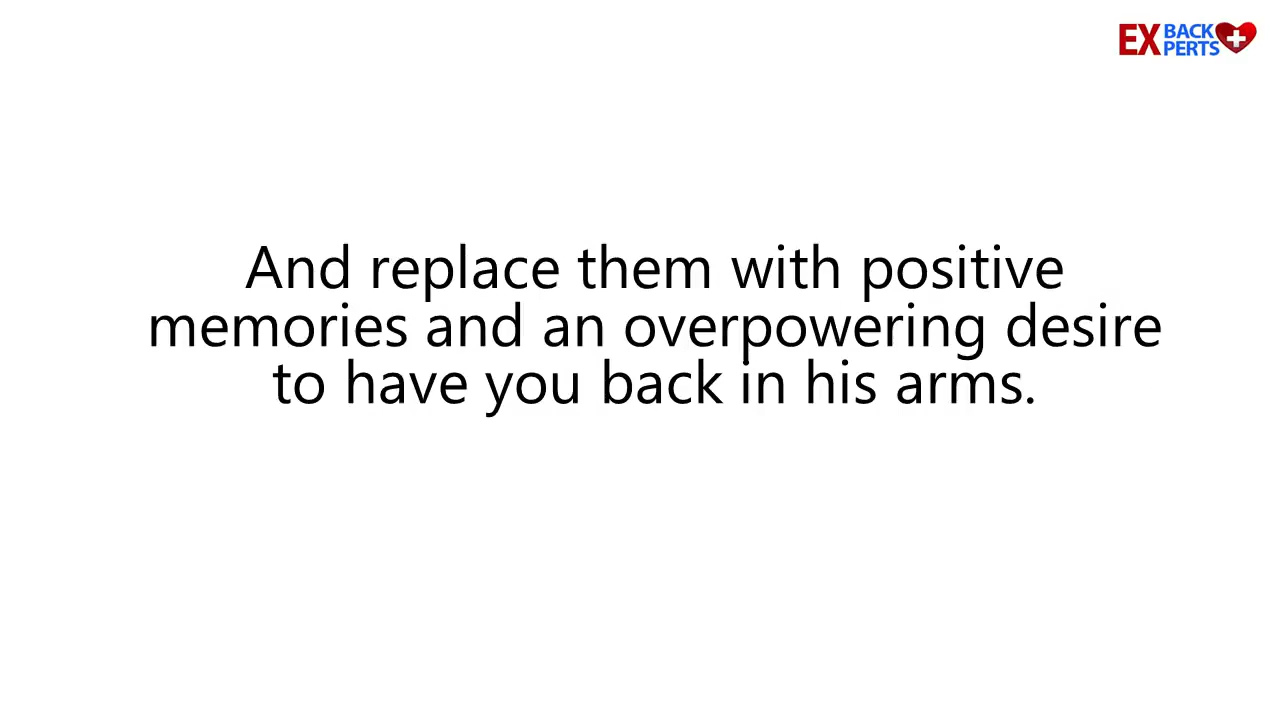 EX BACK
PERTS
And replace them with positive
memories and an overpowering desire
to have you back in his arms.